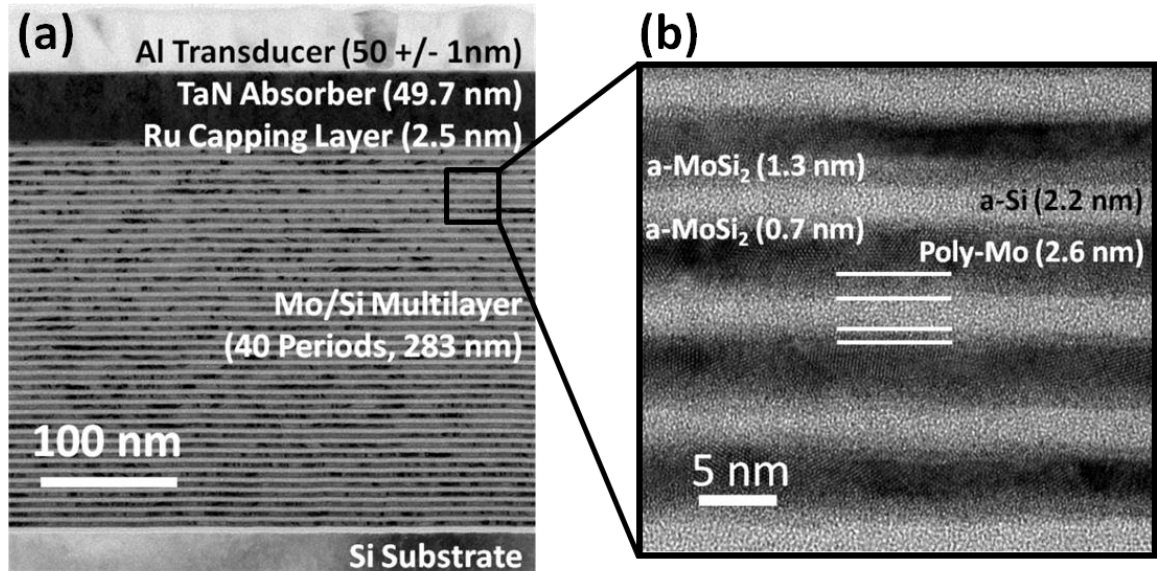 (a)
Al Transducer (50 +/- 1nm)
TaN Absorber (49.7 nm)
Ru Capping Layer (2.5 nm)
Mo/Si Multilayer
(40 Periods, 283 nm)
100 nm
Si Substrate
(b)
a-MoSi₂ (1.3 nm)
a-Si (2.2 nm)
a-MoSi₂ (0.7 nm)
Poly-Mo (2.6 nm)
5 nm